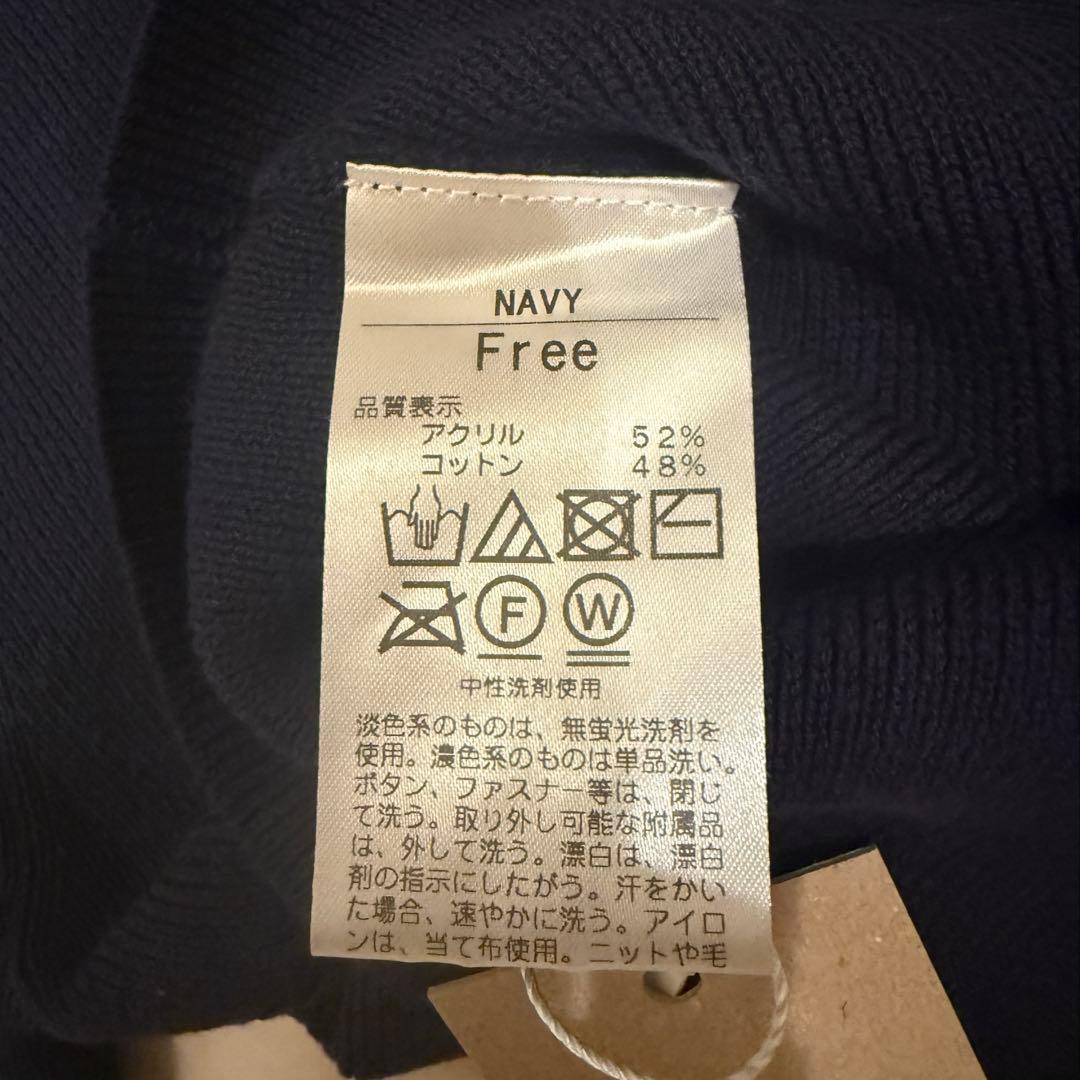 NAVY
Free
品質表示
アクリル 52%
コットン 48%
F W
中性洗剤使用
淡色系のものは、無蛍光洗剤を
使用。濃色系のものは単品洗い。
ボタン、ファスナー等は、閉じ
て洗う。取り外し可能な附属品
は、外して洗う。漂白は、漂白
剤の指示にしたがう。汗をかい
た場合、速やかに洗う。アイロ
ンは、当て布使用。ニットや毛